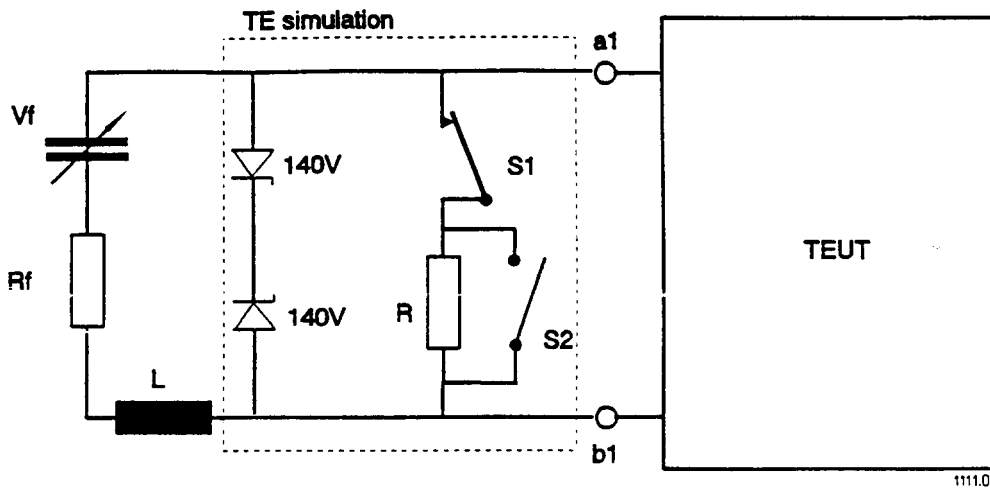 TE simulation
a1
Vf
140V
S1
TEUT
Rf
140V
R
S2
L
b1
1111.0